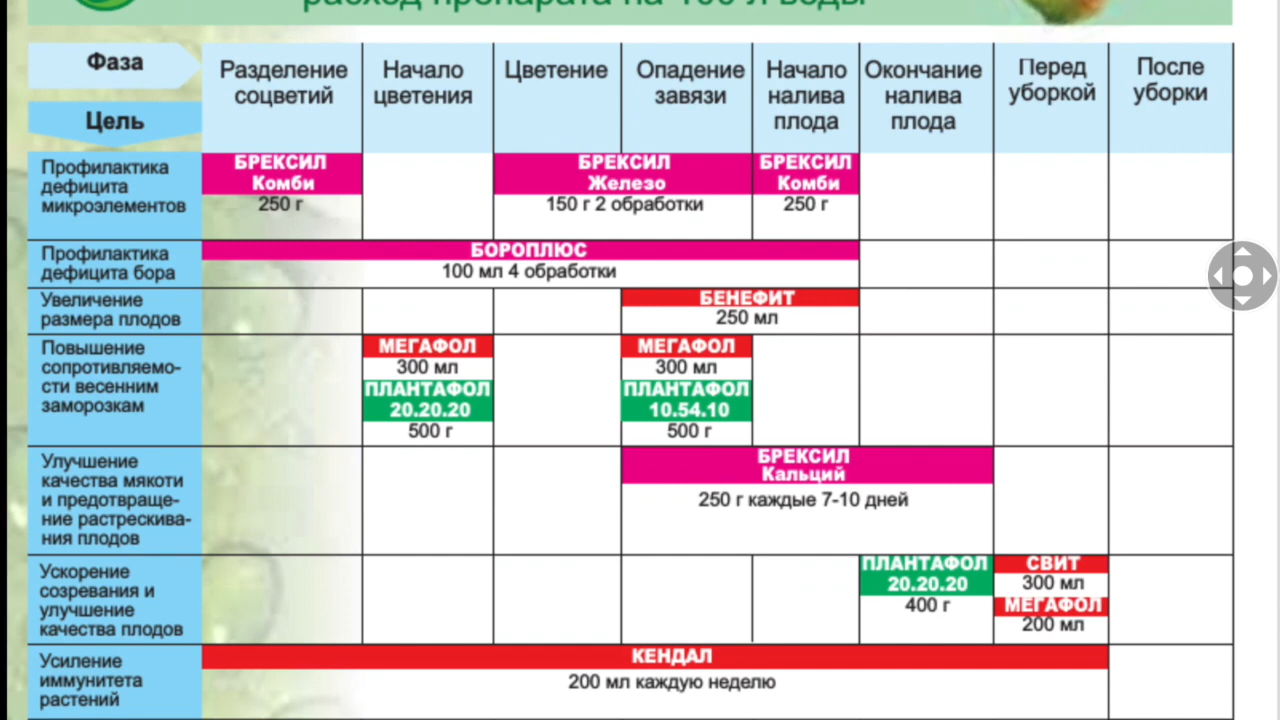 расход препарата на 100 л воды
Фаза
Цель
Разделение
соцветий
Начало
цветения
Цветение
Опадение
завязи
Начало
налива
плода
Окончание
налива
плода
Перед
уборкой
После
уборки
Профилактика
дефицита
микроэлементов
БРЕКСИЛ
Комби
250 г
БРЕКСИЛ
Железо
150 г 2 обработки
БРЕКСИЛ
Комби
250 г
Профилактика
дефицита бора
БОРОПЛЮС
100 мл 4 обработки
Увеличение
размера плодов
БЕНЕФИТ
250 мл
Повышение
сопротивляемо-
сти весенним
заморозкам
МЕГАФОЛ
300 мл
ПЛАНТАФОЛ
20.20.20
500 г
МЕГАФОЛ
300 мл
ПЛАНТАФОЛ
10.54.10
500 г
Улучшение
качества мякоти
и предотвраще-
ние растрескива-
ния плодов
БРЕКСИЛ
Кальций
250 г каждые 7-10 дней
Ускорение
созревания и
улучшение
качества плодов
ПЛАНТАФОЛ
20.20.20
400 г
СВИТ
300 мл
МЕГАФОЛ
200 мл
Усиление
иммунитета
растений
КЕНДАЛ
200 мл каждую неделю